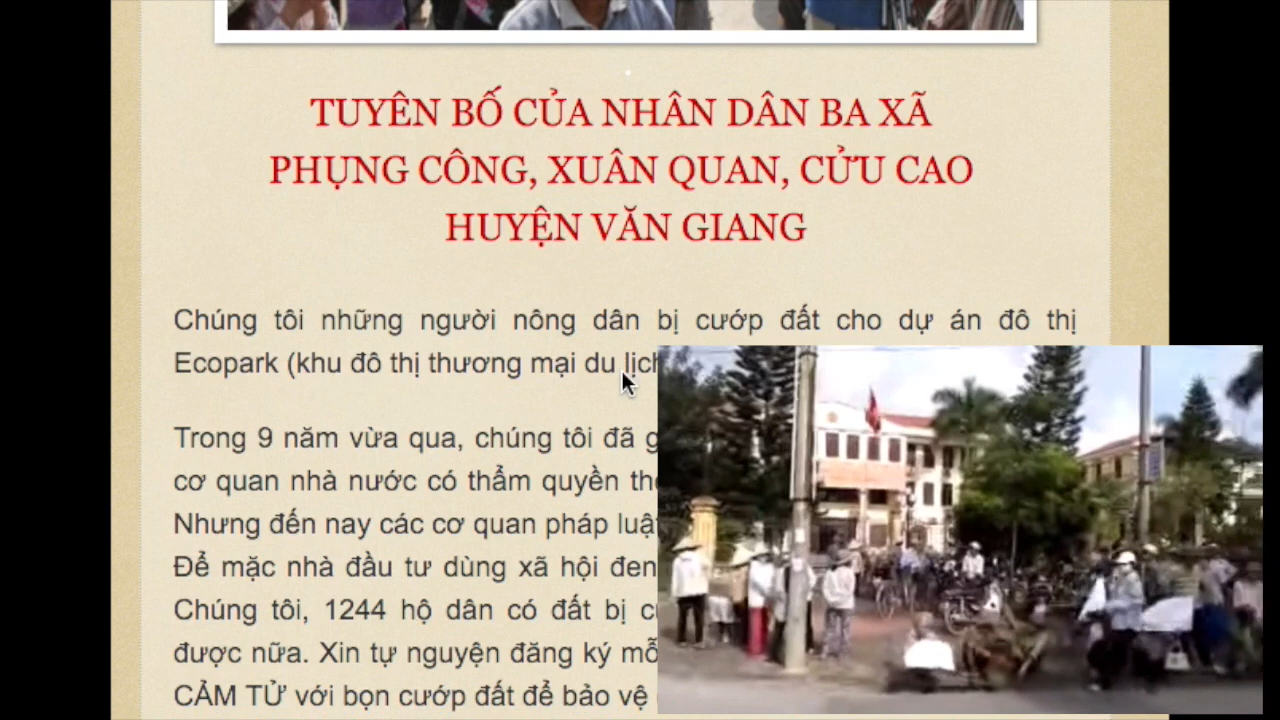 TUYÊN BỐ CỦA NHÂN DÂN BA XÃ
PHỤNG CÔNG, XUÂN QUAN, CỬU CAO
HUYỆN VĂN GIANG
Chúng tôi những người nông dân bị cướp đất cho dự án đô thị
Ecopark (khu đô thị thương mại du lịch
Trong 9 năm vừa qua, chúng tôi đã
cơ quan nhà nước có thẩm quyền
Nhưng đến nay các cơ quan pháp luật
Để mặc nhà đầu tư dùng xã hội đen
Chúng tôi, 1244 hộ dân có đất bị
được nữa. Xin tự nguyện đăng ký
CẢM TỬ với bọn cướp đất để bảo vệ